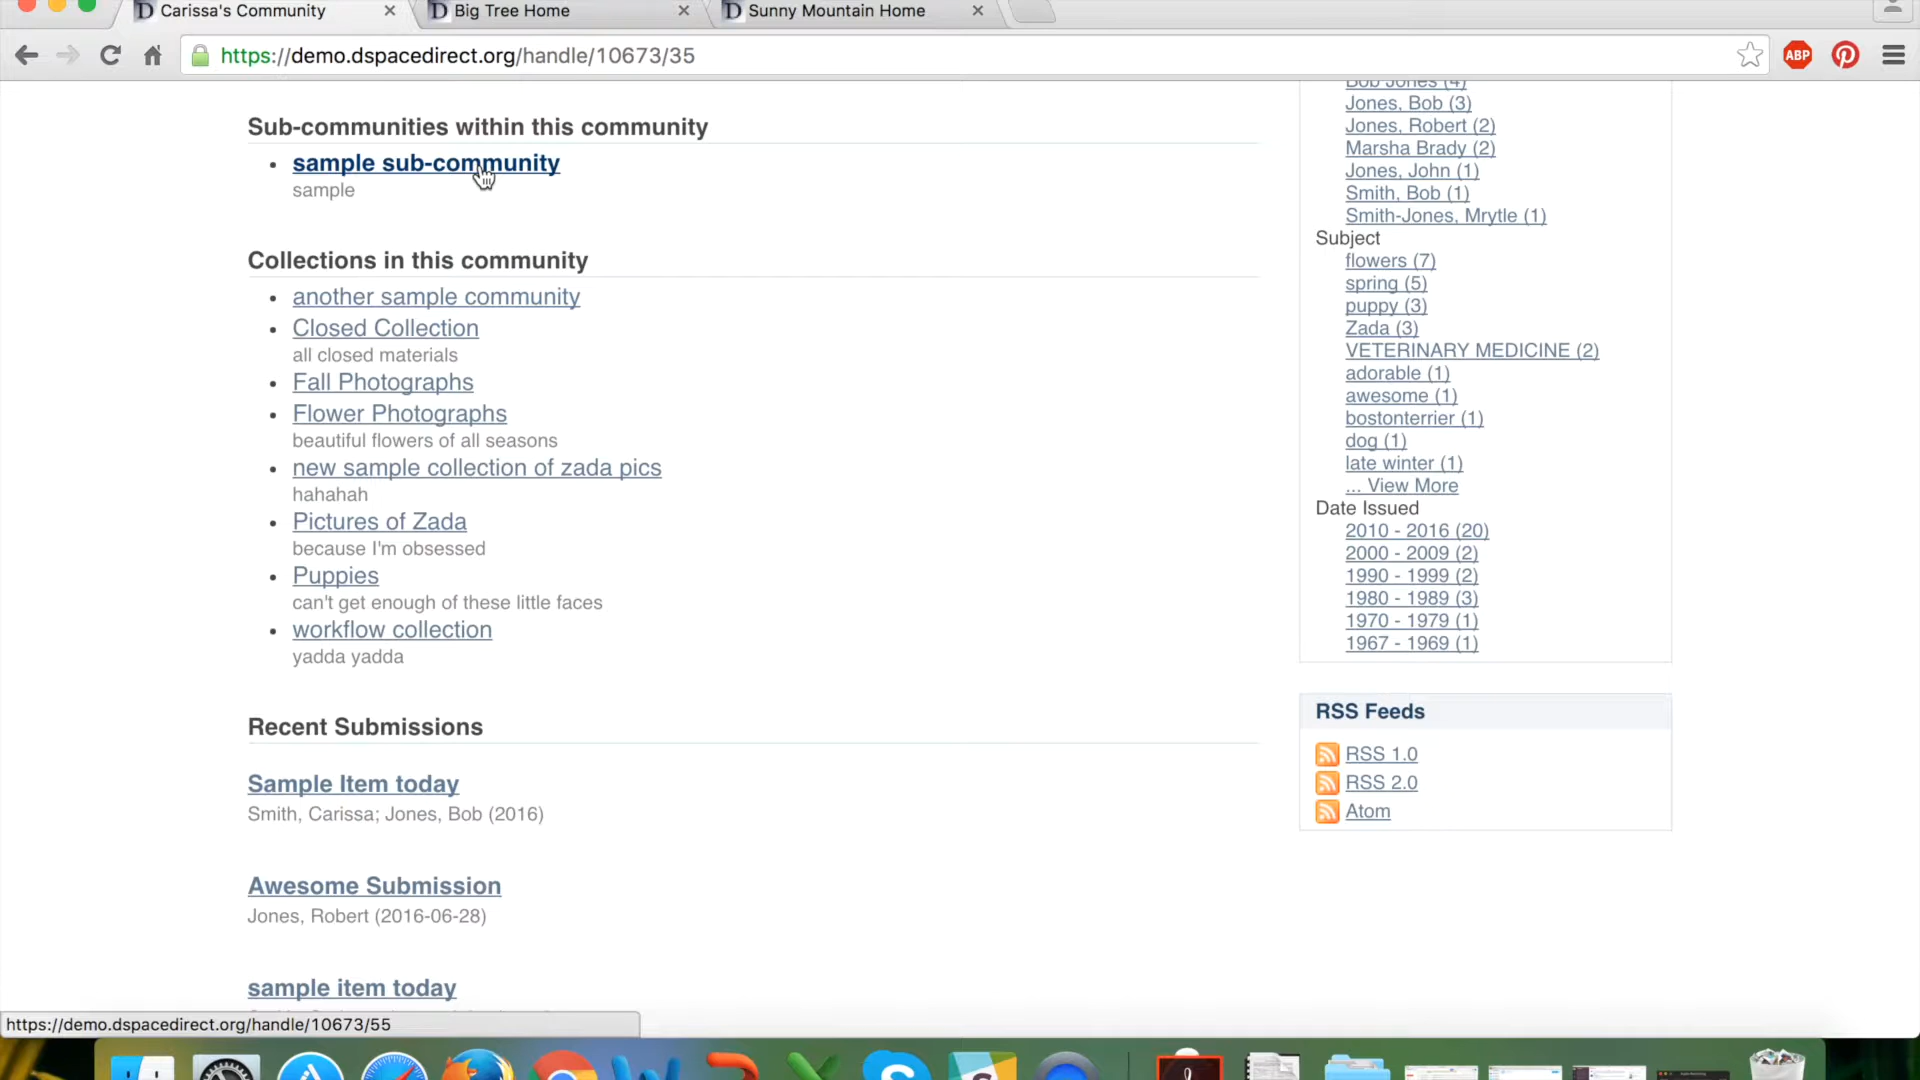 Carissa's Community
Big Tree Home
Sunny Mountain Home
https://demo.dspacedirect.org/handle/10673/35
ABP
Sub-communities within this community
sample sub-community
sample
Collections in this community
another sample community
Closed Collection
all closed materials
Fall Photographs
Flower Photographs
beautiful flowers of all seasons
new sample collection of zada pics
hahahah
Pictures of Zada
because I'm obsessed
Puppies
can't get enough of these little faces
workflow collection
yadda yadda
Recent Submissions
Sample Item today
Smith, Carissa; Jones, Bob (2016)
Awesome Submission
Jones, Robert (2016-06-28)
sample item today
Bob Jones (4)
Jones, Bob (3)
Jones, Robert (2)
Marsha Brady (2)
Jones, John (1)
Smith, Bob (1)
Smith-Jones, Mrytle (1)
Subject
flowers (7)
spring (5)
puppy (3)
Zada (3)
VETERINARY MEDICINE (2)
adorable (1)
awesome (1)
bostonterrier (1)
dog (1)
late winter (1)
... View More
Date Issued
2010 - 2016 (20)
2000 - 2009 (2)
1990 - 1999 (2)
1980 - 1989 (3)
1970 - 1979 (1)
1967 - 1969 (1)
RSS Feeds
RSS 1.0
RSS 2.0
Atom
https://demo.dspacedirect.org/handle/10673/55